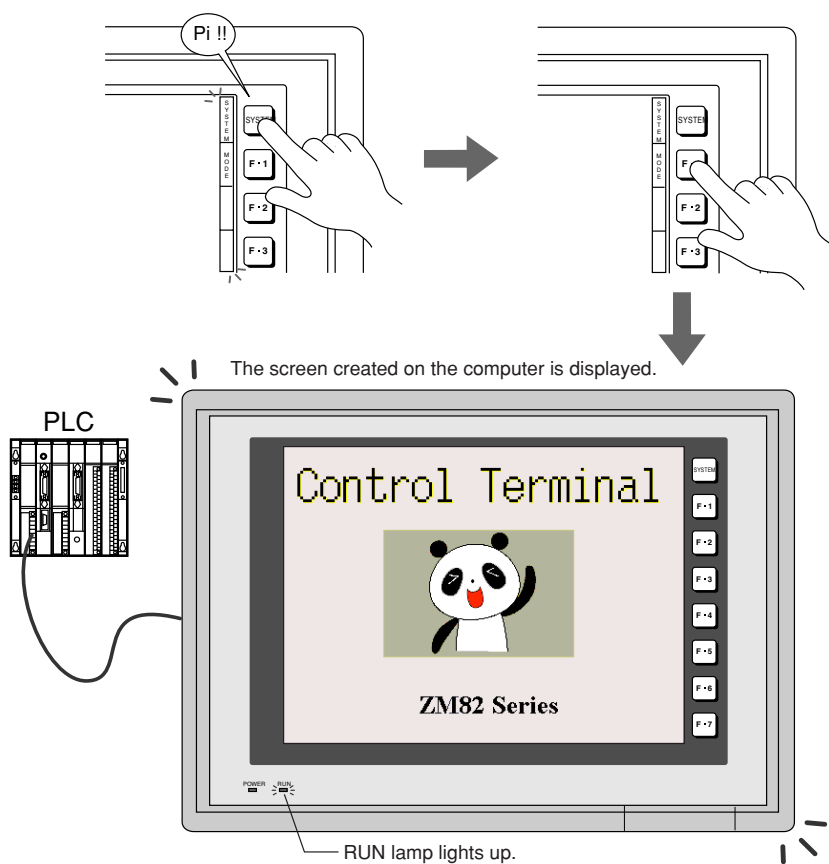 Pi !!
SYSTEM
MODE
F・1
F・2
F・3
SYSTEM
MODE
SYSTEM
F・2
F・3
The screen created on the computer is displayed.
PLC
Control Terminal
ZM82 Series
SYSTEM
F・1
F・2
F・3
F・4
F・5
F・6
F・7
POWER
RUN
RUN lamp lights up.